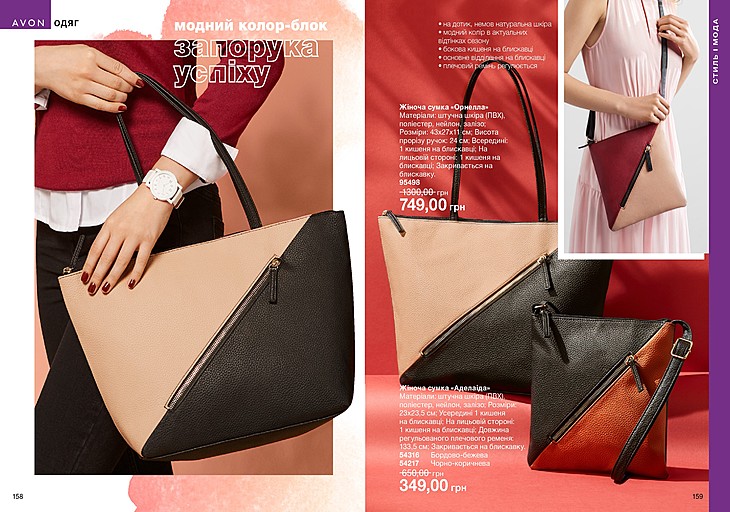 AVON одяг
модний колор-блок
запорука
успіху
• на дотик, немов натуральна шкіра
• модний колір в актуальних
відтінках сезону
• бокова кишеня на блискавці
• основне відділення на блискавці
• плечовий ремінь регулюється
СТИЛЬ І МОДА
Жіноча сумка «Орнелла»
Матеріали: штучна шкіра (ПВХ),
поліестер, нейлон, залізо;
Розміри: 43х27х11 см; Висота
прорізу ручок: 24 см; Всередині:
1 кишеня на блискавці; На
лицьовій стороні: 1 кишеня на
блискавці; Закривається на
блискавку.
95498
1300,00 грн
749,00 грн
Жіноча сумка «Аделаїда»
Матеріали: штучна шкіра (ПВХ),
поліестер, нейлон, залізо; Розміри:
23х23,5 см; Усередині 1 кишеня
на блискавці; На лицьовій стороні:
1 кишеня на блискавці; Довжина
регульованого плечового ременя:
133,5 см; Закривається на блискавку.
54316 Бордово-бежева
54217 Чорно-коричнева
650,00 грн
349,00 грн
158
159